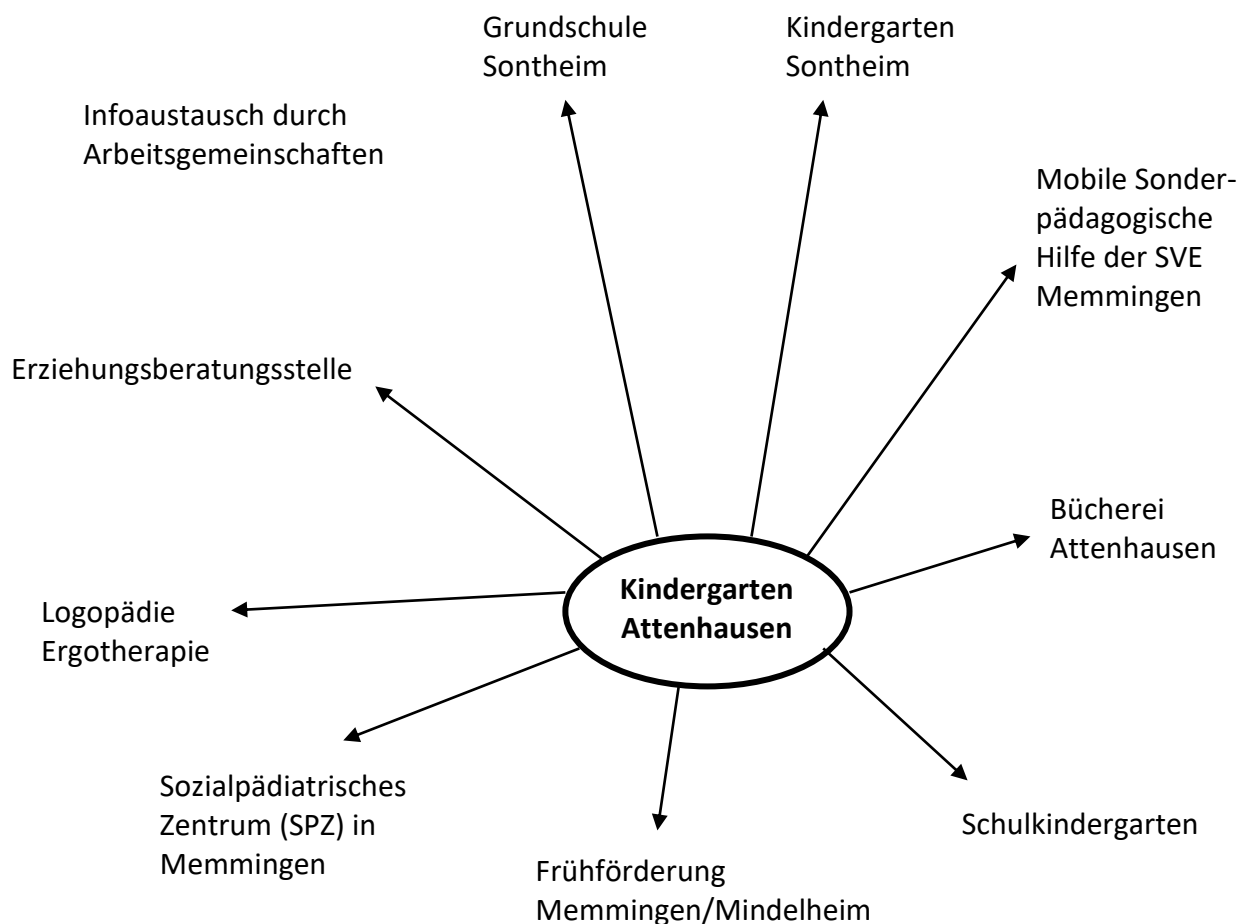 Grundschule
Sontheim
Kindergarten
Sontheim
Infoaustausch durch
Arbeitsgemeinschaften
Mobile Sonder-
pädagogische
Hilfe der SVE
Memmingen
Erziehungsberatungsstelle
Bücherei
Attenhausen
Kindergarten
Attenhausen
Logopädie
Ergotherapie
Sozialpädiatrisches
Zentrum (SPZ) in
Memmingen
Schulkindergarten
Frühförderung
Memmingen/Mindelheim